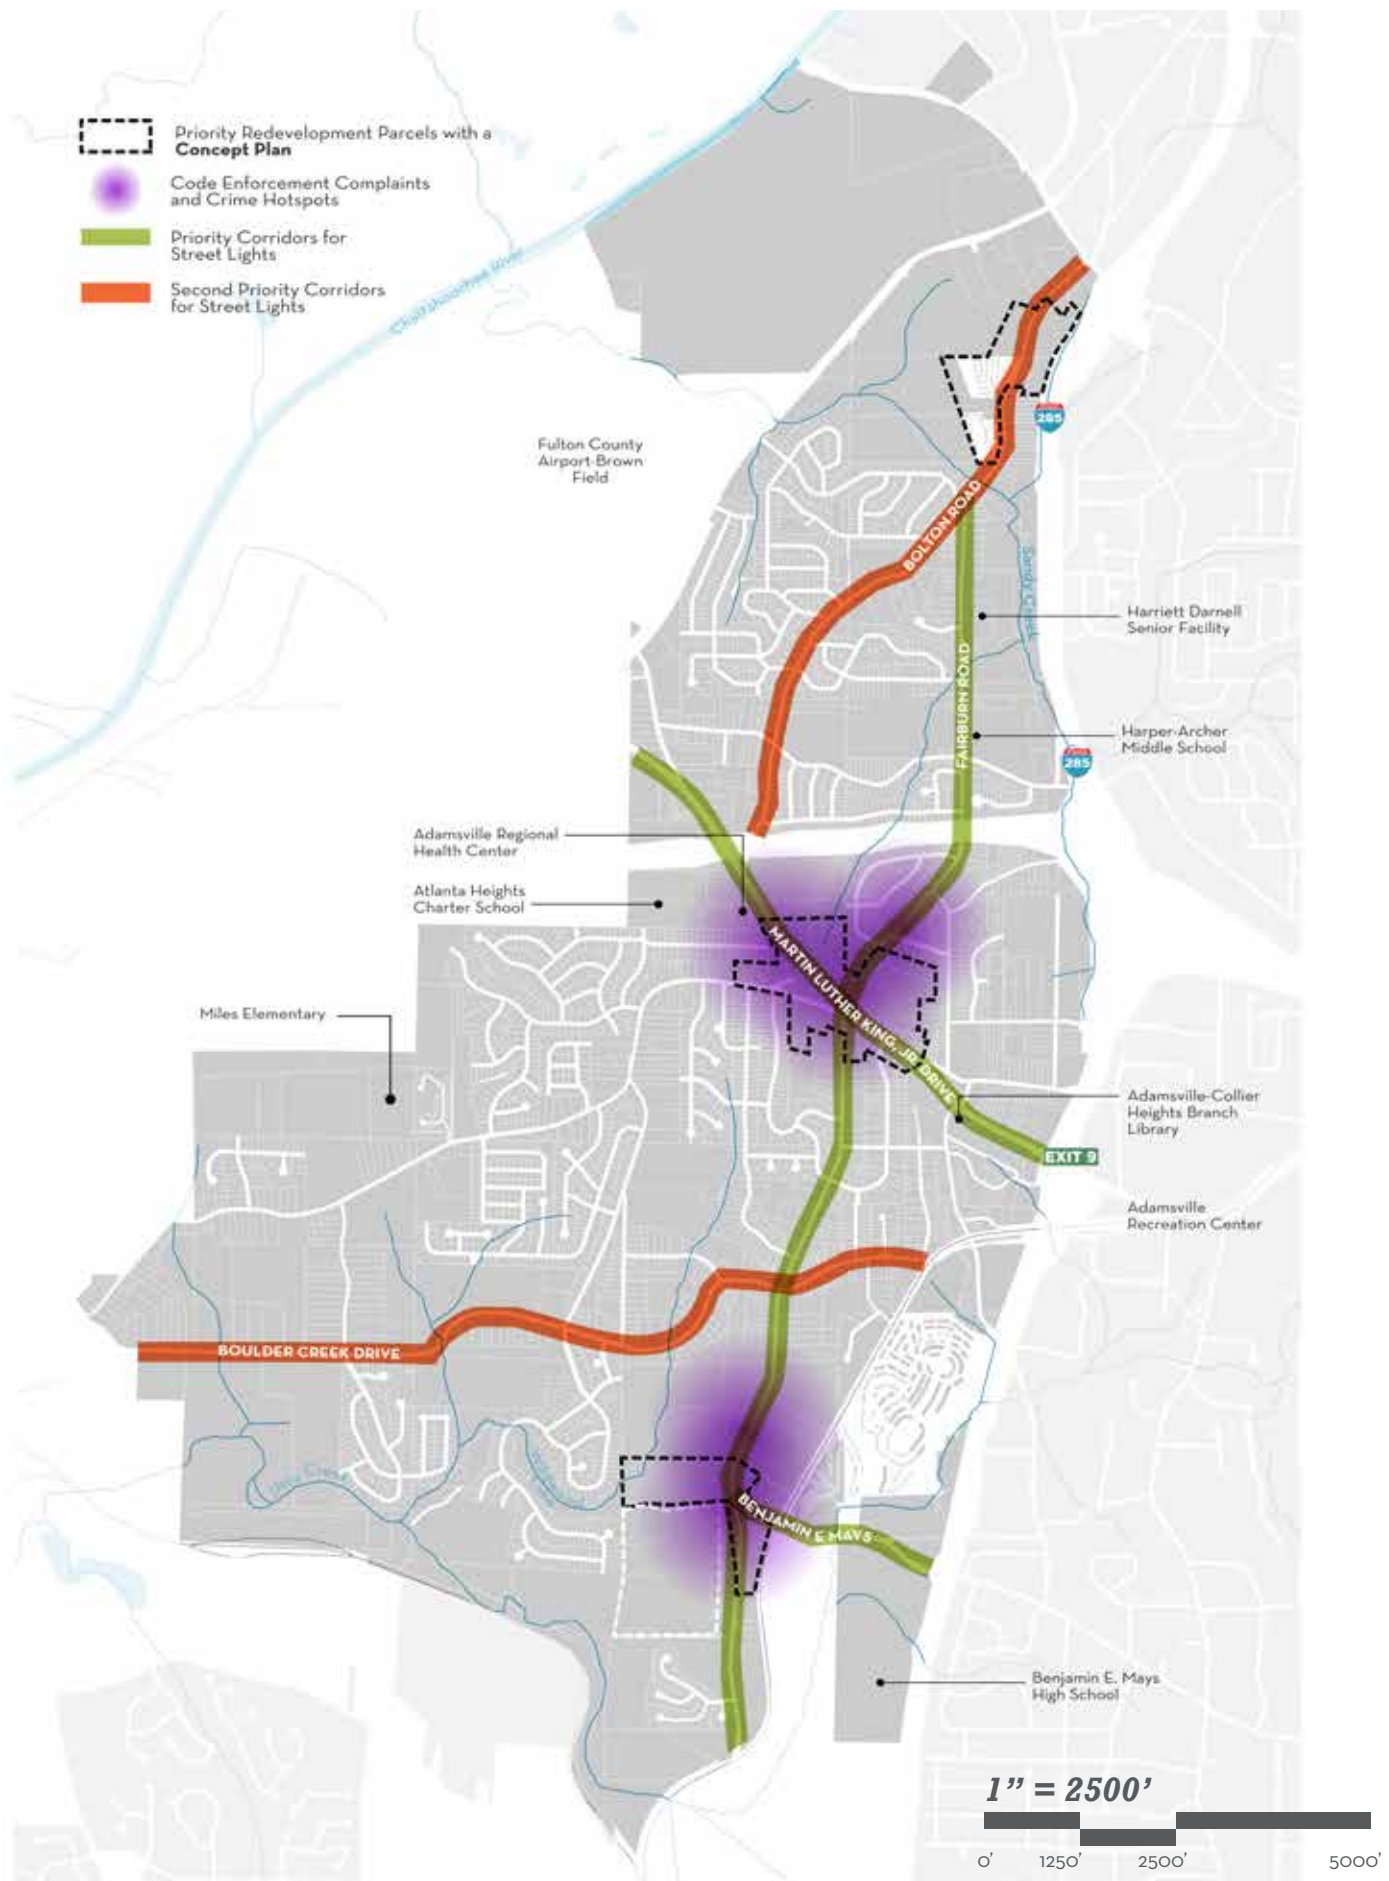 Priority Redevelopment Parcels with a
Concept Plan
Code Enforcement Complaints
and Crime Hotspots
Priority Corridors for
Street Lights
Second Priority Corridors
for Street Lights
Chattahoochee River
285
Fulton County
Airport-Brown
Field
BOLTON ROAD
Sandy Creek
Harriett Darnell
Senior Facility
FAIRBURN ROAD
Harper-Archer
Middle School
285
Adamsville Regional
Health Center
Atlanta Heights
Charter School
MARTIN LUTHER KING, JR. DRIVE
Miles Elementary
Adamsville-Collier
Heights Branch
Library
EXIT 9
Adamsville
Recreation Center
BOULDER CREEK DRIVE
BENJAMIN E MAYS
Benjamin E. Mays
High School
1” = 2500’
0’
1250’
2500’
5000’